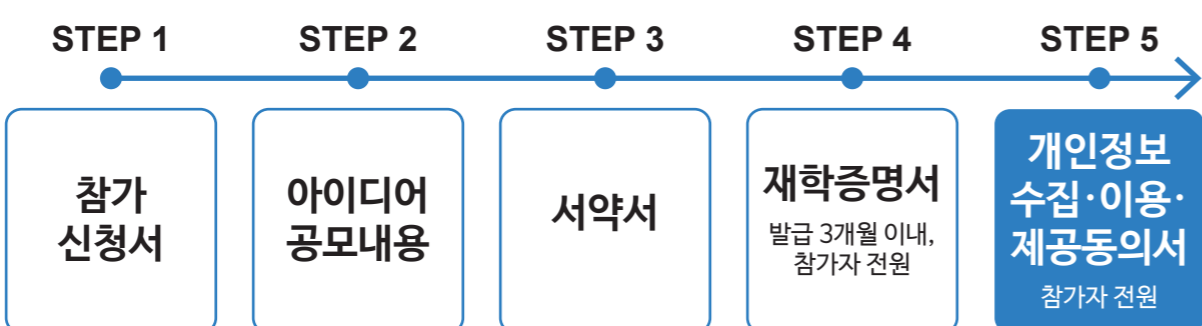 STEP 1
STEP 2
STEP 3
STEP 4
STEP 5
참가
신청서
아이디어
공모내용
서약서
재학증명서
발급 3개월 이내,
참가자 전원
개인정보
수집·이용·
제공동의서
참가자 전원